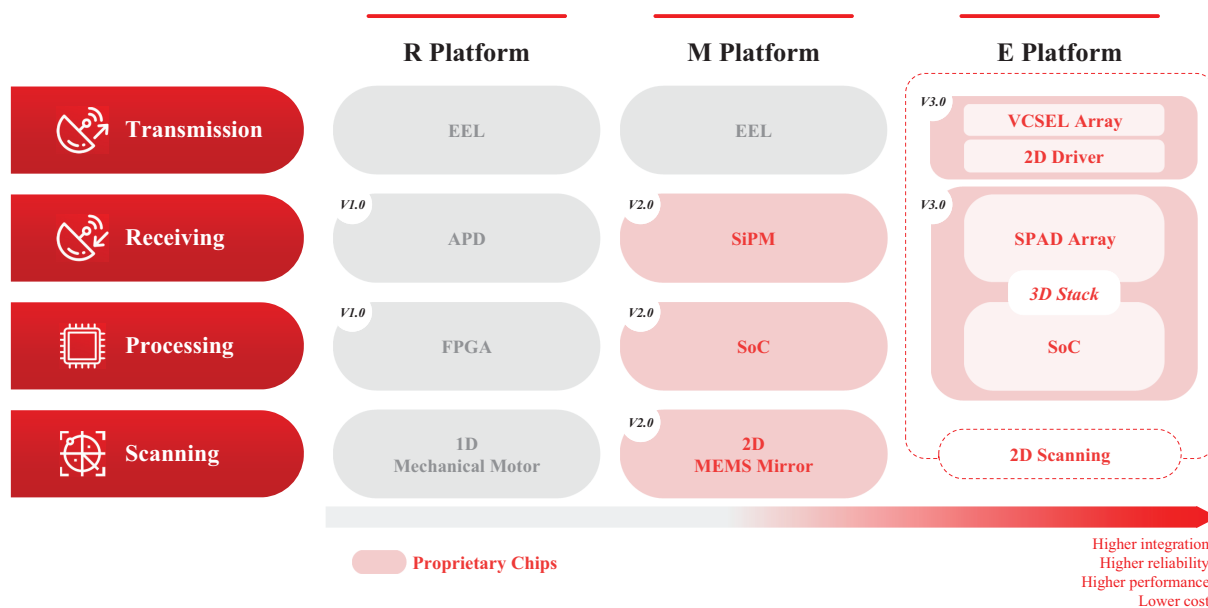 R Platform
M Platform
E Platform
Transmission
EEL
EEL
V3.0
VCSEL Array
2D Driver
Receiving
V1.0
APD
V2.0
SiPM
V3.0
SPAD Array
3D Stack
Processing
V1.0
FPGA
V2.0
SoC
SoC
Scanning
1D
Mechanical Motor
V2.0
2D
MEMS Mirror
2D Scanning
Proprietary Chips
Higher integration
Higher reliability
Higher performance
Lower cost